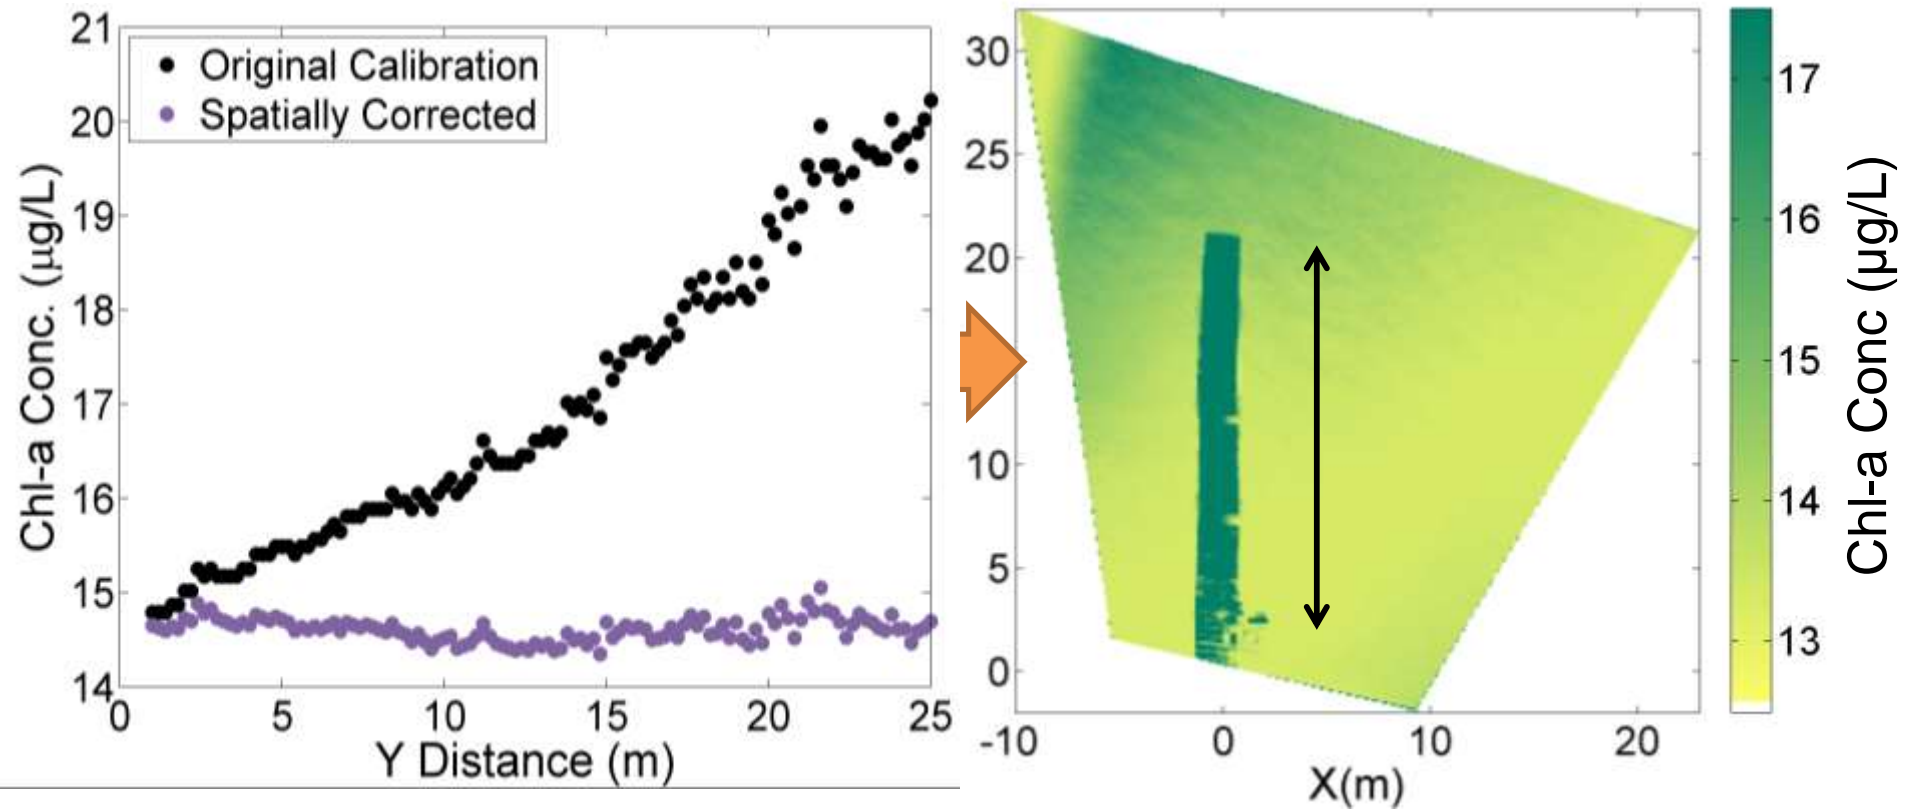 21
20
19
18
17
16
15
14
Chl-a Conc. (μg/L)
Original Calibration
Spatially Corrected
0 5 10 15 20 25
Y Distance (m)
30
25
20
10
5
0
-10 0 10 20
X(m)
17
16
15
14
13
Chl-a Conc (μg/L)